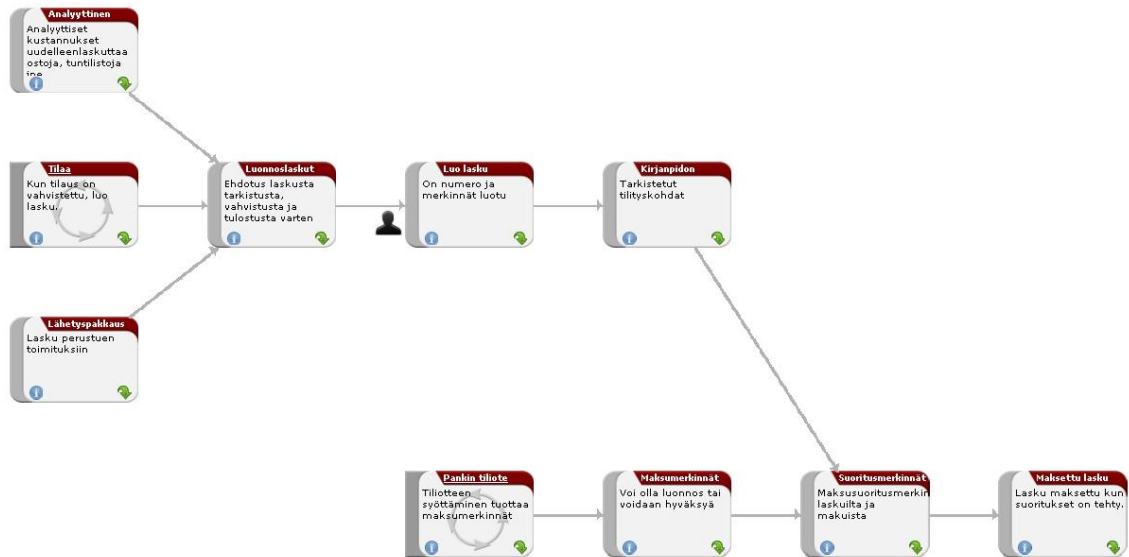 Analyyttinen
Analyyttiset
kustannukset
uudelleenlaskuttaa
ostoja, tuntilistoja
jne
Tilaa
Kun tilaus on
vahvistettu, luo
lasku.
Luonnoslaskut
Ehdotus laskusta
tarkistusta,
vahvistusta ja
tulostusta varten
Luo lasku
On numero ja
merkinnät luotu
Kirjanpidon
Tarkistetut
tilityskohdat
Lähetyspakkaus
Lasku perustuen
toimituksiin
Pankin tiliote
Tiliotteen
syöttäminen tuottaa
maksumerkinnät
Maksumerkinnät
Voi olla luonnos tai
voidaan hyväksyä
Suoritusmerkinnät
Maksusuoritusmerkin
laskuilta ja
makuista
Maksettu lasku
Lasku maksettu kun
suoritukset on tehty.